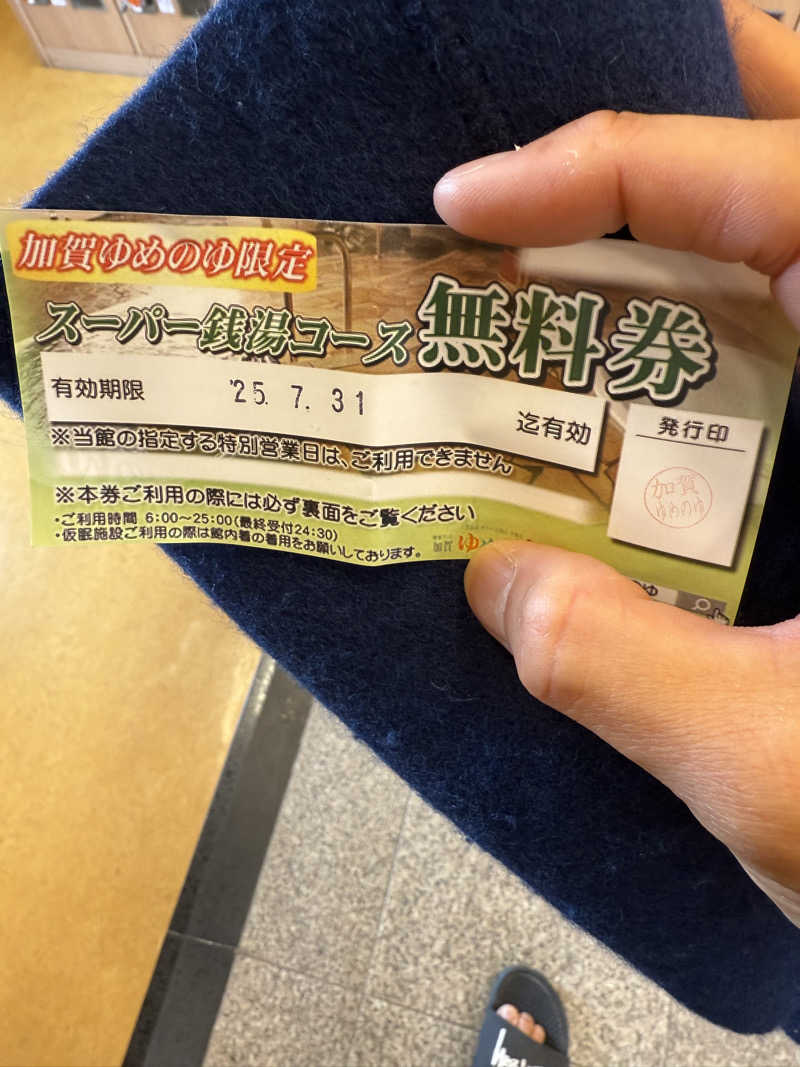 加賀ゆめのゆ限定
スーパー銭湯コース 無料券
有効期限 '25. 7. 31 迄有効
発行印
加賀
ゆめのゆ
※当館の指定する特別営業日は、ご利用できません
※本券ご利用の際には必ず裏面をご覧ください
・ご利用時間 6:00～25:00(最終受付24:30)
・仮眠施設ご利用の際は館内着の着用をお願いしております。